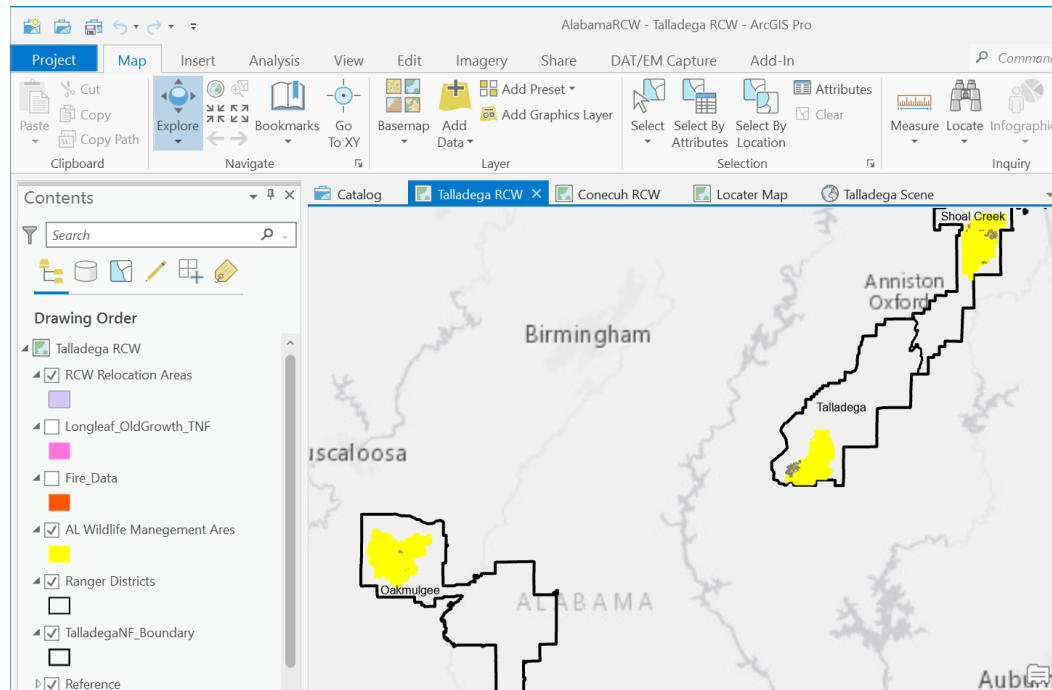 AlabamaRCW - Talladega RCW - ArcGIS Pro
Project Map Insert Analysis View Edit Imagery Share DAT/EM Capture Add-In Comman
Paste
Cut
Copy
Copy Path
Clipboard
Explore
Bookmarks
Go
To XY
Navigate
Basemap
Add
Data
Add Preset
Add Graphics Layer
Layer
Select
Select By
Attributes
Select By
Location
Attributes
Clear
Selection
Measure
Locate
Infographic
Inquiry
Contents
Search
Drawing Order
Talladega RCW
RCW Relocation Areas
Longleaf_OldGrowth_TNF
Fire_Data
AL Wildlife Manegement Ares
Ranger Districts
TalladegaNF_Boundary
Reference
Catalog Talladega RCW Conecuh RCW Locater Map Talladega Scene
Shoal Creek
Anniston
Oxford
Birmingham
Talladega
uscaloosa
Oakmulgee
ALABAMA
Auburn